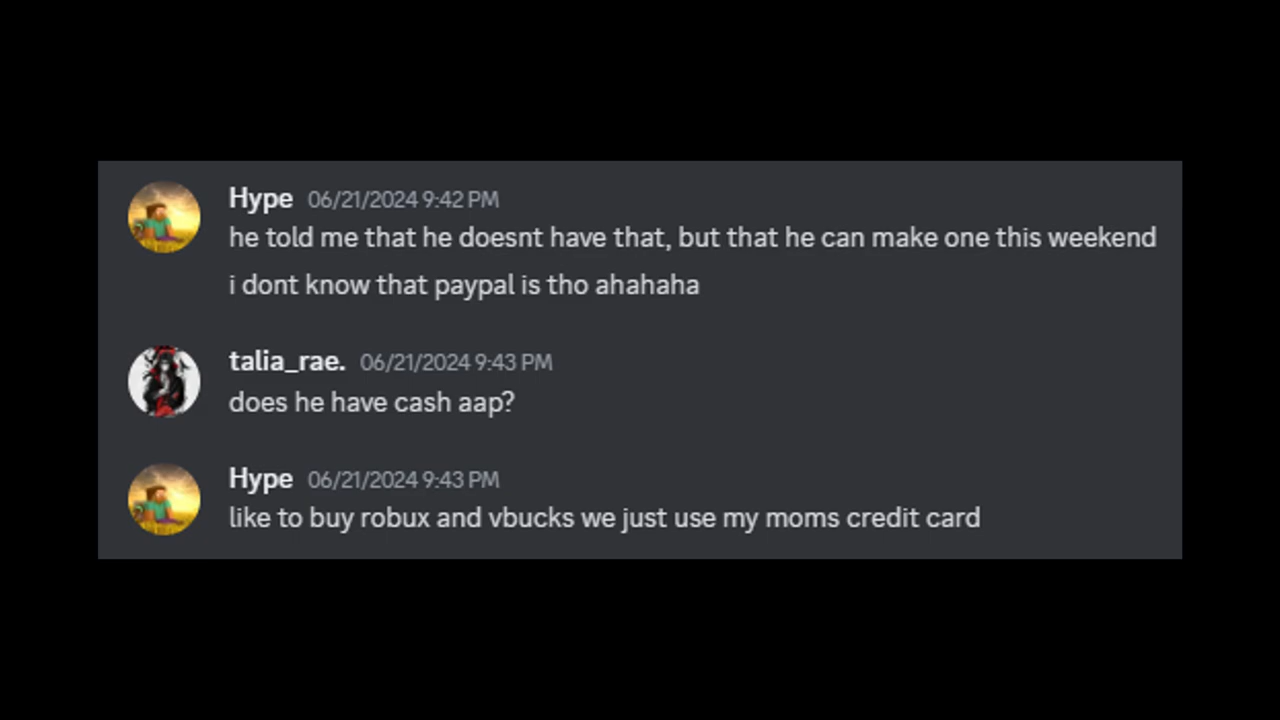 Hype 06/21/2024 9:42 PM
he told me that he doesnt have that, but that he can make one this weekend
i dont know that paypal is tho ahahaha
talia_rae. 06/21/2024 9:43 PM
does he have cash aap?
Hype 06/21/2024 9:43 PM
like to buy robux and vbucks we just use my moms credit card